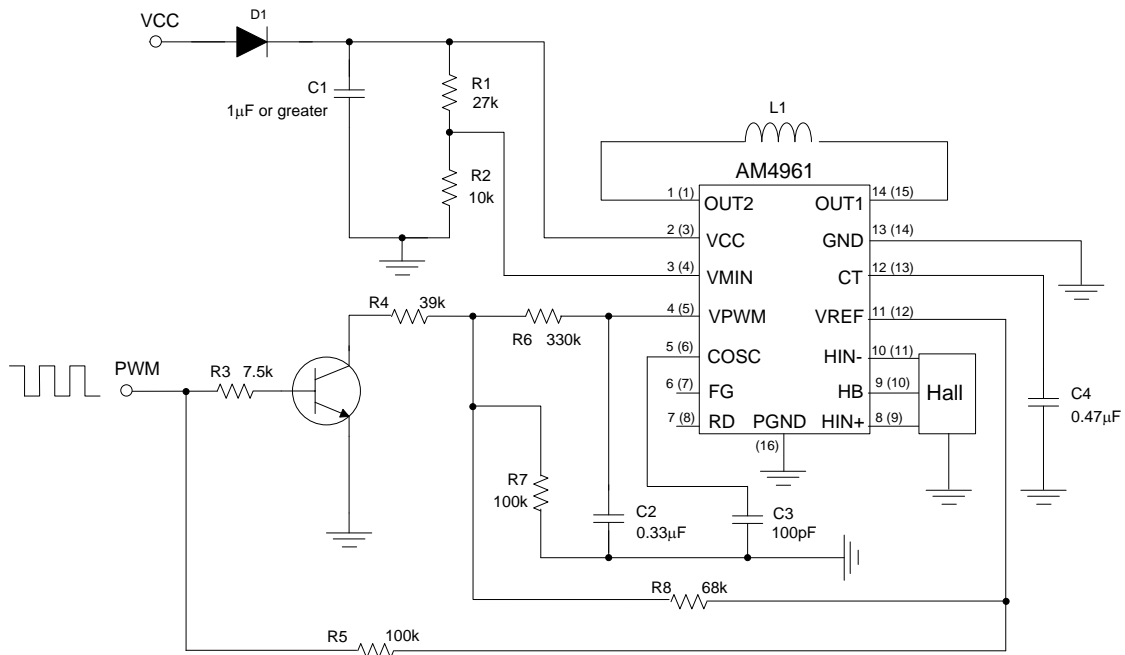 D1
VCC
C1
1μF or greater
R1
27k
R2
10k
L1
AM4961
1 (1)
OUT2
OUT1
14 (15)
2 (3)
VCC
GND
13 (14)
3 (4)
VMIN
CT
12 (13)
4 (5)
VPWM
VREF
11 (12)
5 (6)
COSC
HIN-
10 (11)
6 (7)
FG
HB
9 (10)
7 (8)
RD
PGND
HIN+
8 (9)
(16)
Hall
R4 39k
R6 330k
PWM
R3 7.5k
C4
0.47μF
R7
100k
C2
0.33μF
C3
100pF
R8 68k
R5 100k